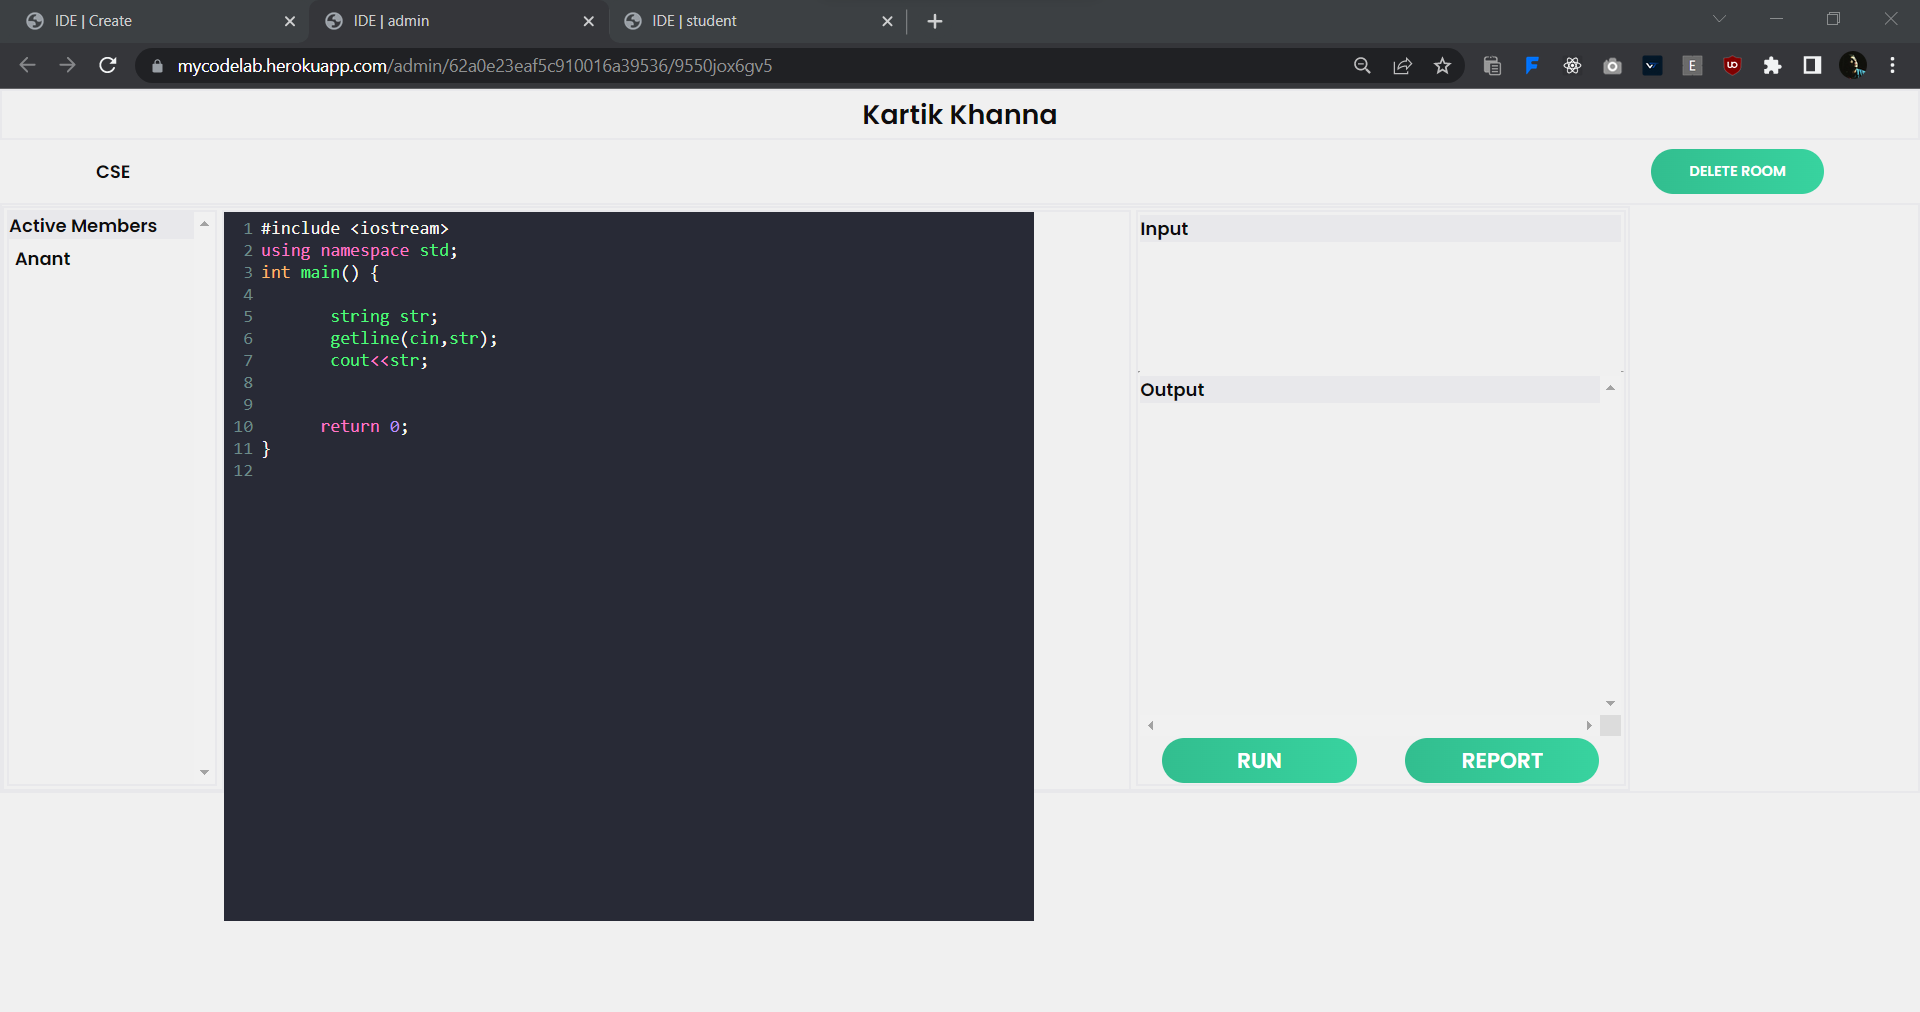 IDE | Create
IDE | admin
IDE | student
mycodelab.herokuapp.com/admin/62a0e23eaf5c910016a39536/9550jox6gv5
Kartik Khanna
CSE
DELETE ROOM
Active Members
Anant
1 #include <iostream>
2 using namespace std;
3 int main() {
4
5 string str;
6 getline(cin,str);
7 cout<<str;
8
9
10 return 0;
11 }
12
Input
Output
RUN
REPORT